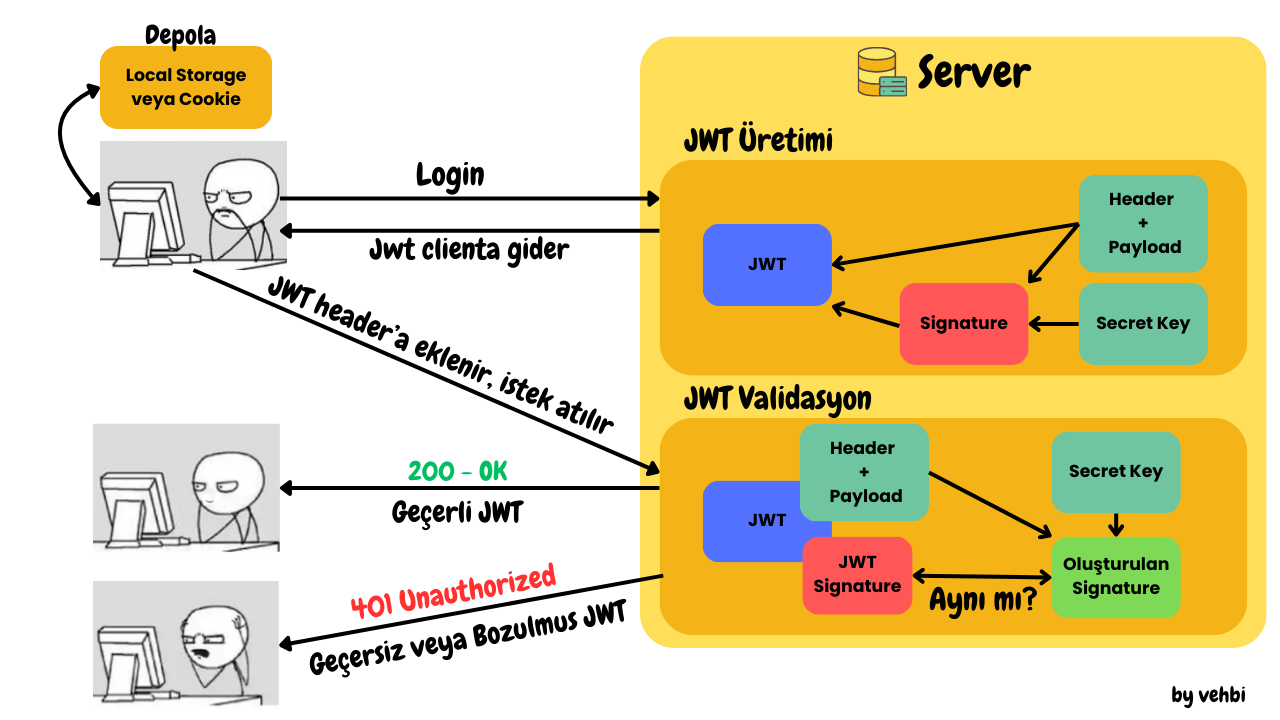 Depola
Local Storage
veya Cookie
Server
JWT Üretimi
Login
Jwt clienta gider
JWT
Header
+
Payload
Signature
Secret Key
JWT header'a eklenir, istek atılır
JWT Validasyon
200 - OK
Geçerli JWT
401 Unauthorized
Geçersiz veya Bozulmus JWT
JWT
Header
+
Payload
JWT
Signature
Aynı mı?
Secret Key
Oluşturulan
Signature
by vehbi